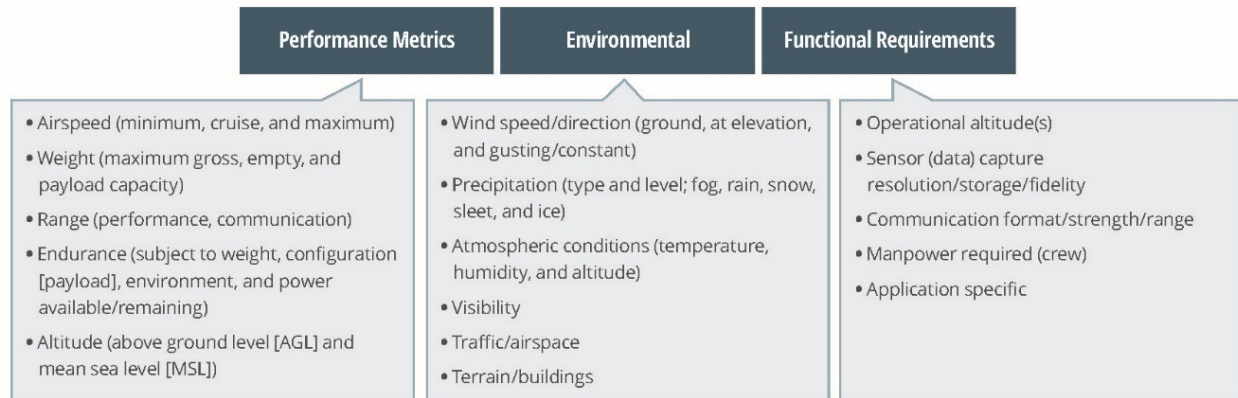 Performance Metrics
Environmental
Functional Requirements
• Airspeed (minimum, cruise, and maximum)
• Weight (maximum gross, empty, and
payload capacity)
• Range (performance, communication)
• Endurance (subject to weight, configuration
[payload], environment, and power
available/remaining)
• Altitude (above ground level [AGL] and
mean sea level [MSL])
• Wind speed/direction (ground, at elevation,
and gusting/constant)
• Precipitation (type and level; fog, rain, snow,
sleet, and ice)
• Atmospheric conditions (temperature,
humidity, and altitude)
• Visibility
• Traffic/airspace
• Terrain/buildings
• Operational altitude(s)
• Sensor (data) capture
resolution/storage/fidelity
• Communication format/strength/range
• Manpower required (crew)
• Application specific